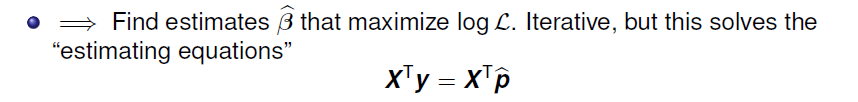 ⟹ Find estimates β̂ that maximize log ℒ. Iterative, but this solves the
“estimating equations”
Xᵀy = Xᵀp̂